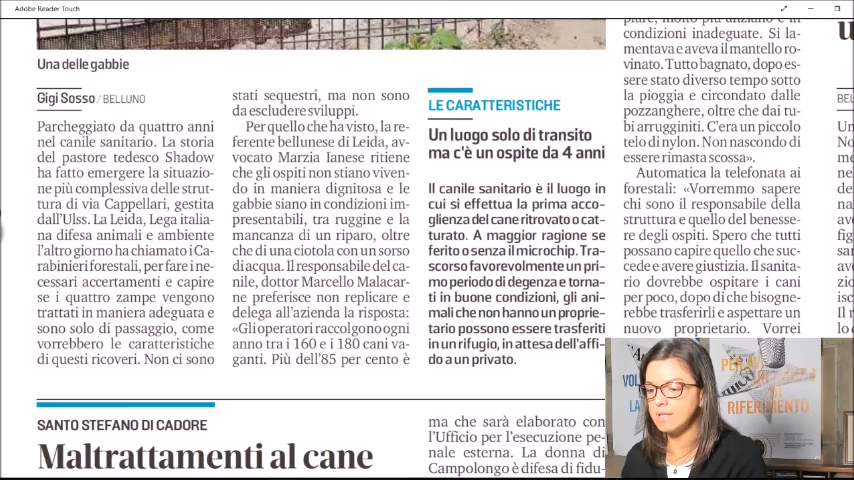 Adobe Reader Touch
Una delle gabbie
Gigi Sosso / BELLUNO
Parcheggiato da quattro anni
nel canile sanitario. La storia
del pastore tedesco Shadow
ha fatto emergere la situazio-
ne più complessiva delle strut-
tura di via Cappellari, gestita
dall'Ulss. La Leida, Lega italia-
na difesa animali e ambiente
l'altro giorno ha chiamato i Ca-
rabinieri forestali, per fare i ne-
cessari accertamenti e capire
se i quattro zampe vengono
trattati in maniera adeguata e
sono solo di passaggio, come
vorrebbero le caratteristiche
di questi ricoveri. Non ci sono
stati sequestri, ma non sono
da escludere sviluppi.
Per quello che ha visto, la re-
ferente bellunese di Leida, av-
vocato Marzia Ianese ritiene
che gli ospiti non stiano viven-
do in maniera dignitosa e le
gabbie siano in condizioni im-
presentabili, tra ruggine e la
mancanza di un riparo, oltre
che di una ciotola con un sorso
di acqua. Il responsabile del ca-
nile, dottor Marcello Malacar-
ne preferisce non replicare e
delega all'azienda la risposta:
«Gli operatori raccolgono ogni
anno tra i 160 e i 180 cani va-
ganti. Più dell'85 per cento è
LE CARATTERISTICHE
Un luogo solo di transito
ma c'è un ospite da 4 anni
Il canile sanitario è il luogo in
cui si effettua la prima acco-
glienza del cane ritrovato o cat-
turato. A maggior ragione se
ferito o senza il microchip. Tra-
scorso favorevolmente un pri-
mo periodo di degenza e torna-
ti in buone condizioni, gli ani-
mali che non hanno un proprie-
tario possono essere trasferiti
in un rifugio, in attesa dell'affi-
do a un privato.
piare, molto più anziano e in
condizioni inadeguate. Si la-
mentava e aveva il mantello ro-
vinato. Tutto bagnato, dopo es-
sere stato diverso tempo sotto
la pioggia e circondato dalle
pozzanghere, oltre che dai tu-
bi arrugginiti. C'era un piccolo
telo di nylon. Non nascondo di
essere rimasta scossa».
Automatica la telefonata ai
forestali: «Vorremmo sapere
chi sono il responsabile della
struttura e quello del benesse-
re degli ospiti. Spero che tutti
possano capire quello che suc-
cede e avere giustizia. Il sanita-
rio dovrebbe ospitare i cani
per poco, dopo di che bisogne-
rebbe trasferirli e aspettare un
nuovo proprietario. Vorrei
BEL
SANTO STEFANO DI CADORE
Maltrattamenti al cane
ma che sarà elaborato con
l'Ufficio per l'esecuzione pe-
nale esterna. La donna di
Campolongo è difesa di fidu-
RIFERIMENTO